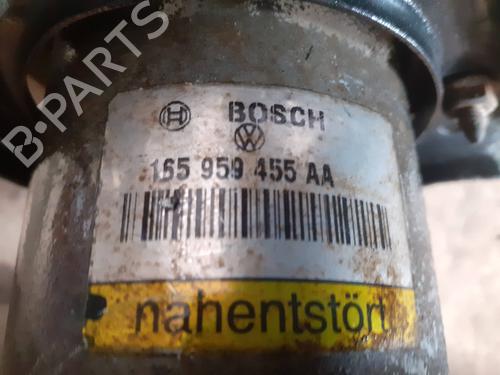 BOSCH
165 959 455 AA
nahentstört
B-PARTS